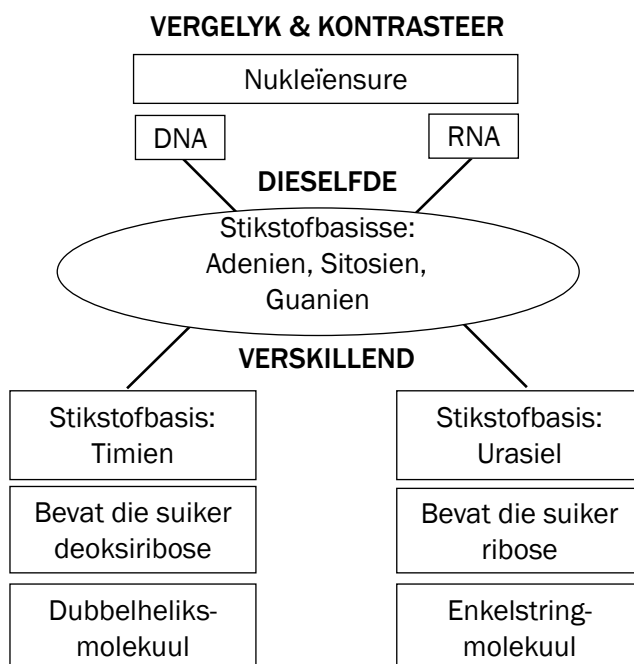 VERGELYK & KONTRASTEER
Nukleïensure
DNA
RNA
DIESELFDE
Stikstofbasisse:
Adenien, Sitosien,
Guanien
VERSKILLEND
Stikstofbasis:
Timien
Stikstofbasis:
Urasiel
Bevat die suiker
deoksiribose
Bevat die suiker
ribose
Dubbelheliks-
molekuul
Enkelstring-
molekuul